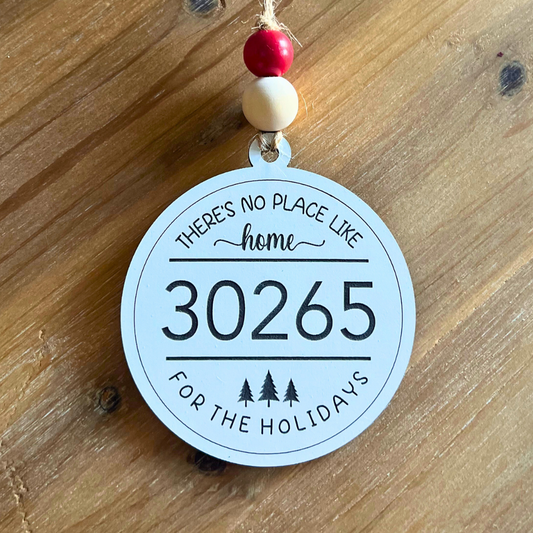 THERE'S NO PLACE LIKE
home
30265
FOR THE HOLIDAYS